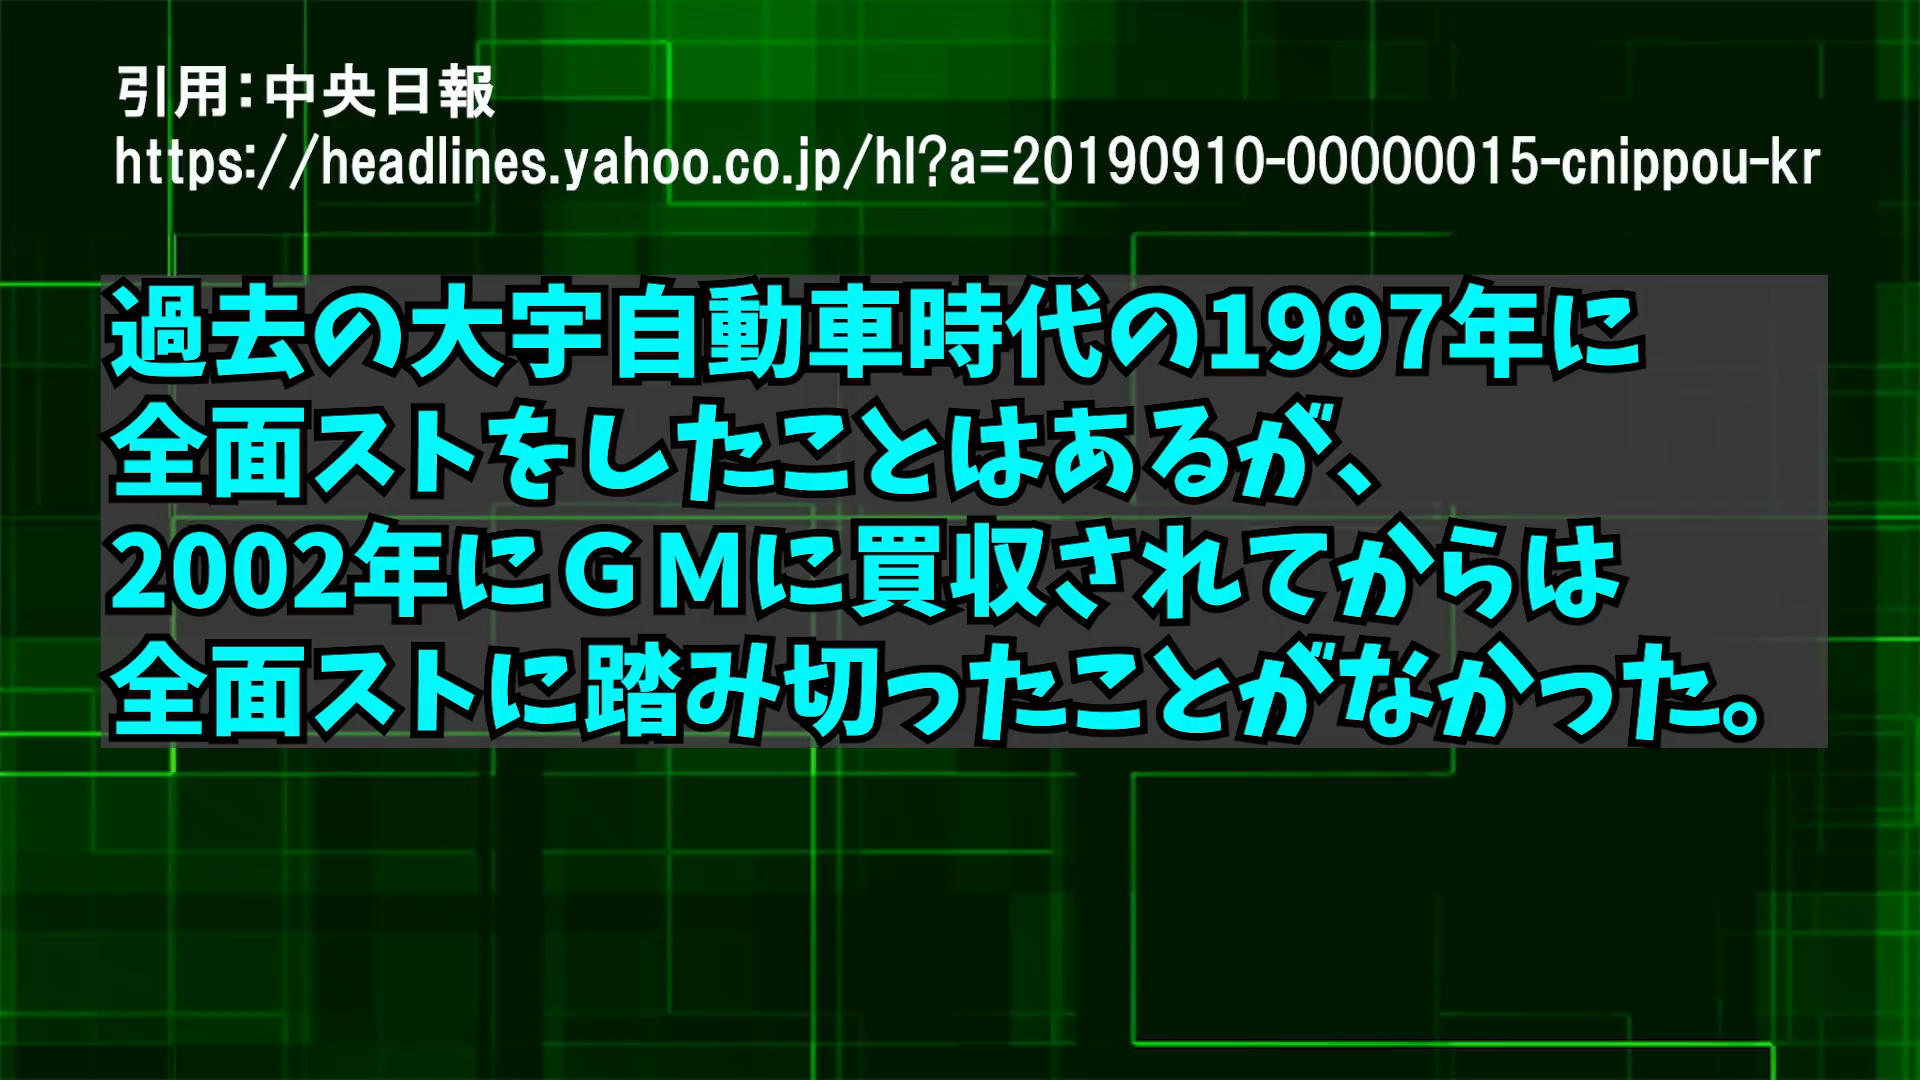 引用：中央日報
https://headlines.yahoo.co.jp/hl?a=20190910-00000015-cnippou-kr
過去の大宇自動車時代の1997年に
全面ストをしたことはあるが、
2002年にＧＭに買収されてからは
全面ストに踏み切ったことがなかった。